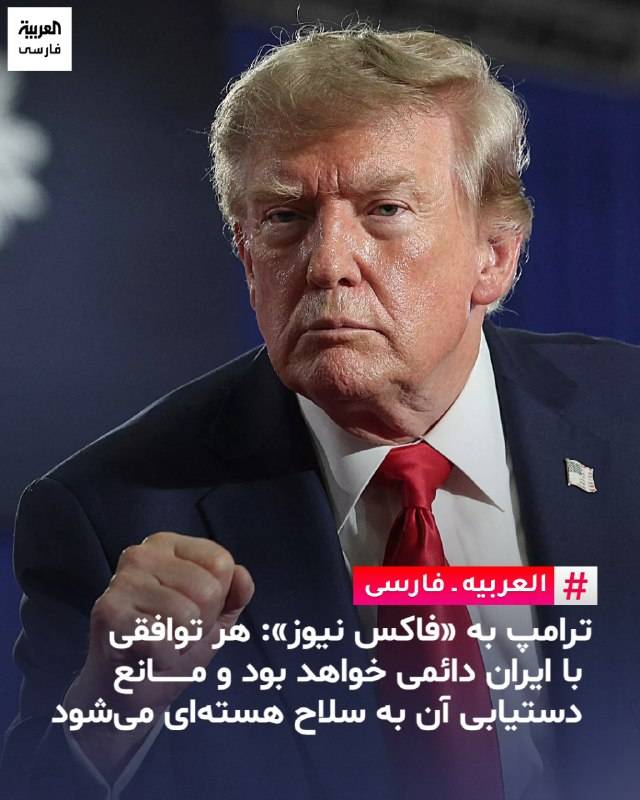 العربية
فارسی
# العربیه ـ فارسی
ترامپ به «فاکس نیوز»: هر توافقی
با ایران دائمی خواهد بود و مـــانع
دستیابی آن به سلاح هسته‌ای می‌شود